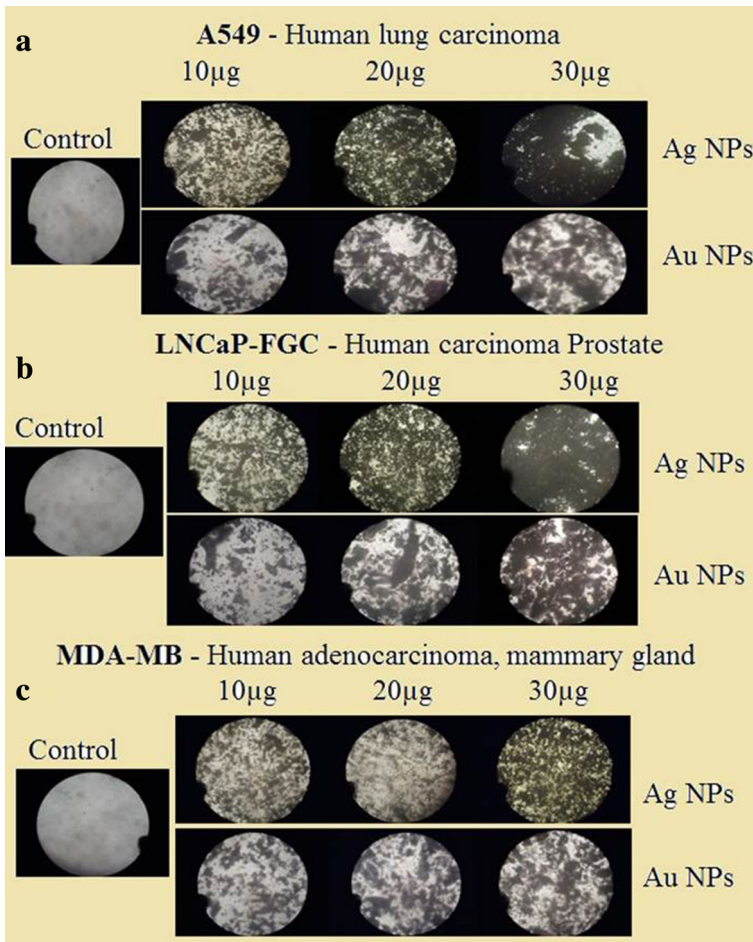 a
A549 - Human lung carcinoma
10µg 20µg 30µg
Control
Ag NPs
Au NPs
b
LNCaP-FGC - Human carcinoma Prostate
10µg 20µg 30µg
Control
Ag NPs
Au NPs
MDA-MB - Human adenocarcinoma, mammary gland
c
10µg 20µg 30µg
Control
Ag NPs
Au NPs